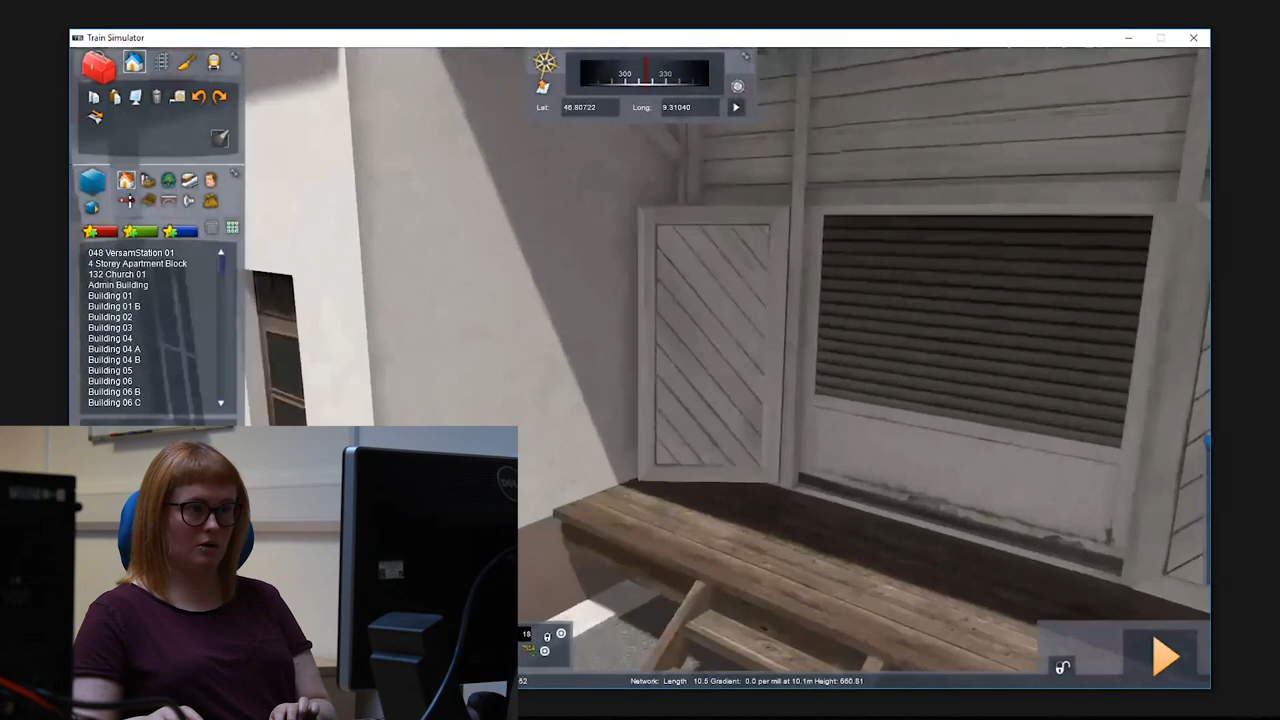 Train Simulator
300 330
Lat: 46.80722 Long: 9.31040
048 VersamStation 01
4 Storey Apartment Block
132 Church 01
Admin Building
Building 01
Building 01 B
Building 02
Building 03
Building 04
Building 04 A
Building 04 B
Building 05
Building 06
Building 06 B
Building 06 C
DELL
18
52 Network: Length 10.5 Gradient: 0.0 per mill at 10.1m Height: 660.81